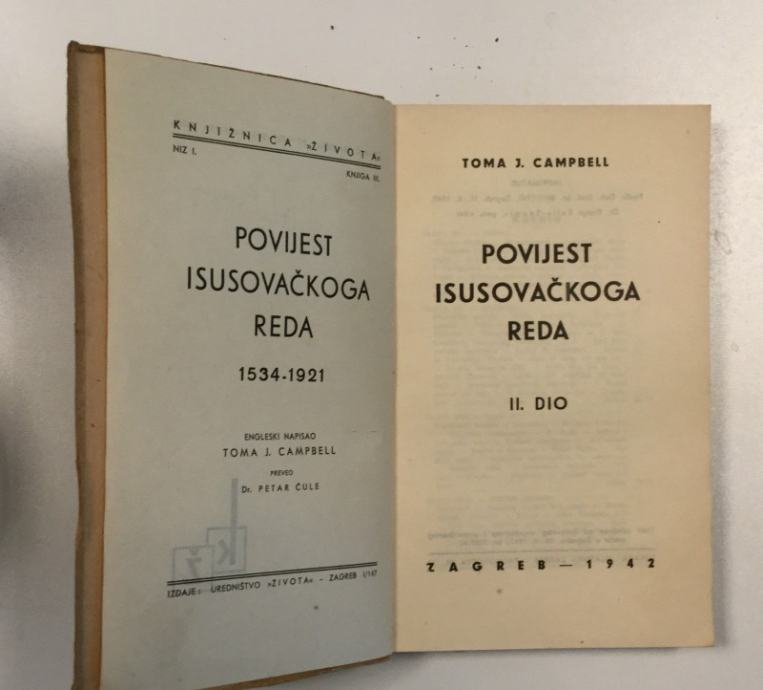 KNJIŽNICA »ŽIVOTA«
NIZ I.
KNJIGA III.
POVIJEST
ISUSOVAČKOGA
REDA
1534-1921
ENGLESKI NAPISAO
TOMA J. CAMPBELL
PREVEO
Dr. PETAR ČULE
k
ž
IZDAJE: UREDNIŠTVO »ŽIVOTA« – ZAGREB I/147
TOMA J. CAMPBELL
POVIJEST
ISUSOVAČKOGA
REDA
II. DIO
ZAGREB — 1942